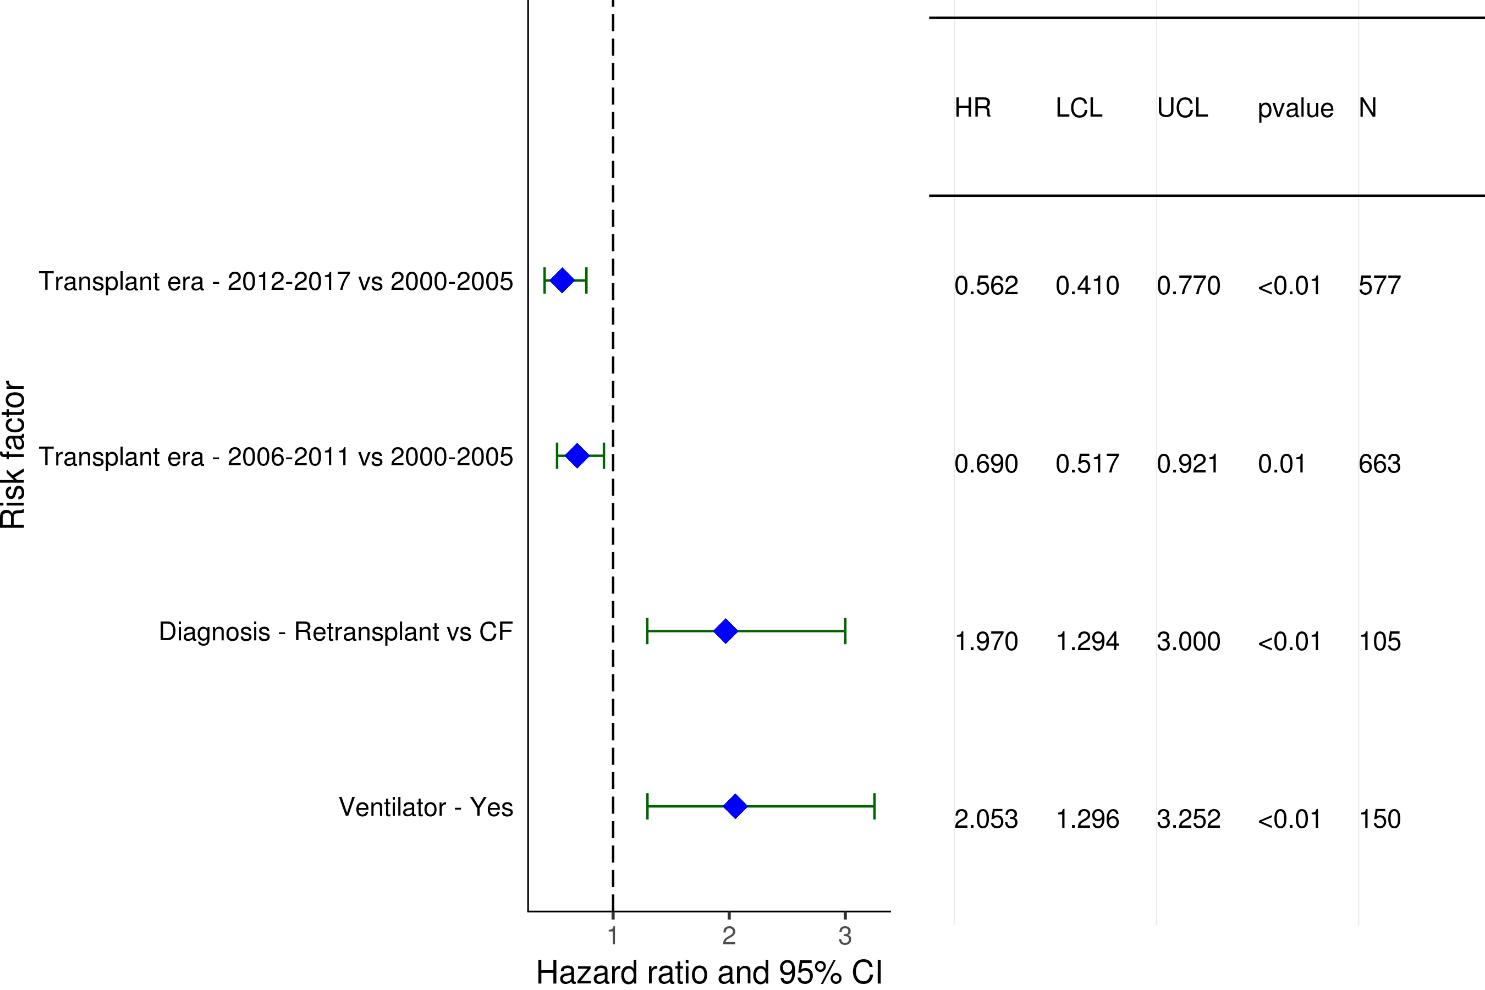 HR LCL UCL pvalue N
Transplant era - 2012-2017 vs 2000-2005 0.562 0.410 0.770 <0.01 577
Transplant era - 2006-2011 vs 2000-2005 0.690 0.517 0.921 0.01 663
Diagnosis - Retransplant vs CF 1.970 1.294 3.000 <0.01 105
Ventilator - Yes 2.053 1.296 3.252 <0.01 150
Risk factor
1 2 3
Hazard ratio and 95% CI